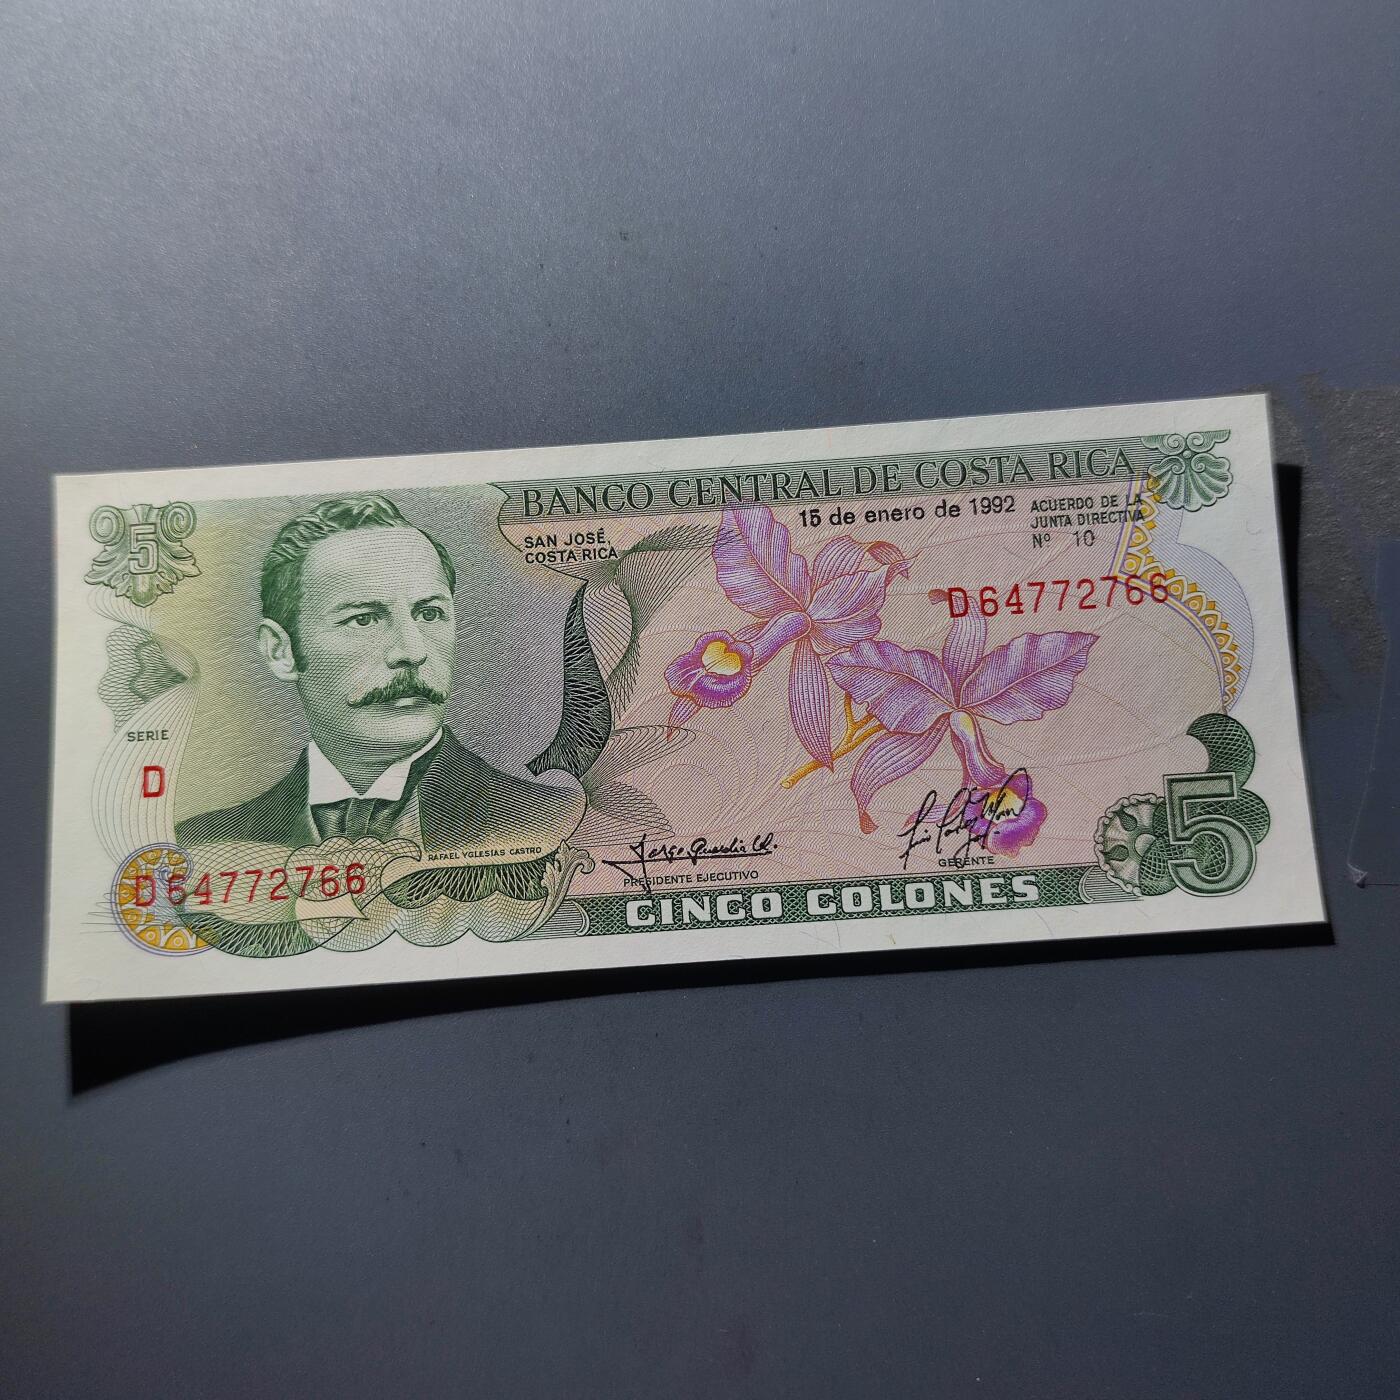 BANCO CENTRAL DE COSTA RICA
5
SAN JOSÉ,
COSTA RICA
15 de enero de 1992
ACUERDO DE LA
JUNTA DIRECTIVA
Nº 10
D64772766
SERIE
D
RAFAEL YGLESIAS CASTRO
D64772766
PRESIDENTE EJECUTIVO
GERENTE
CINCO COLONES
5